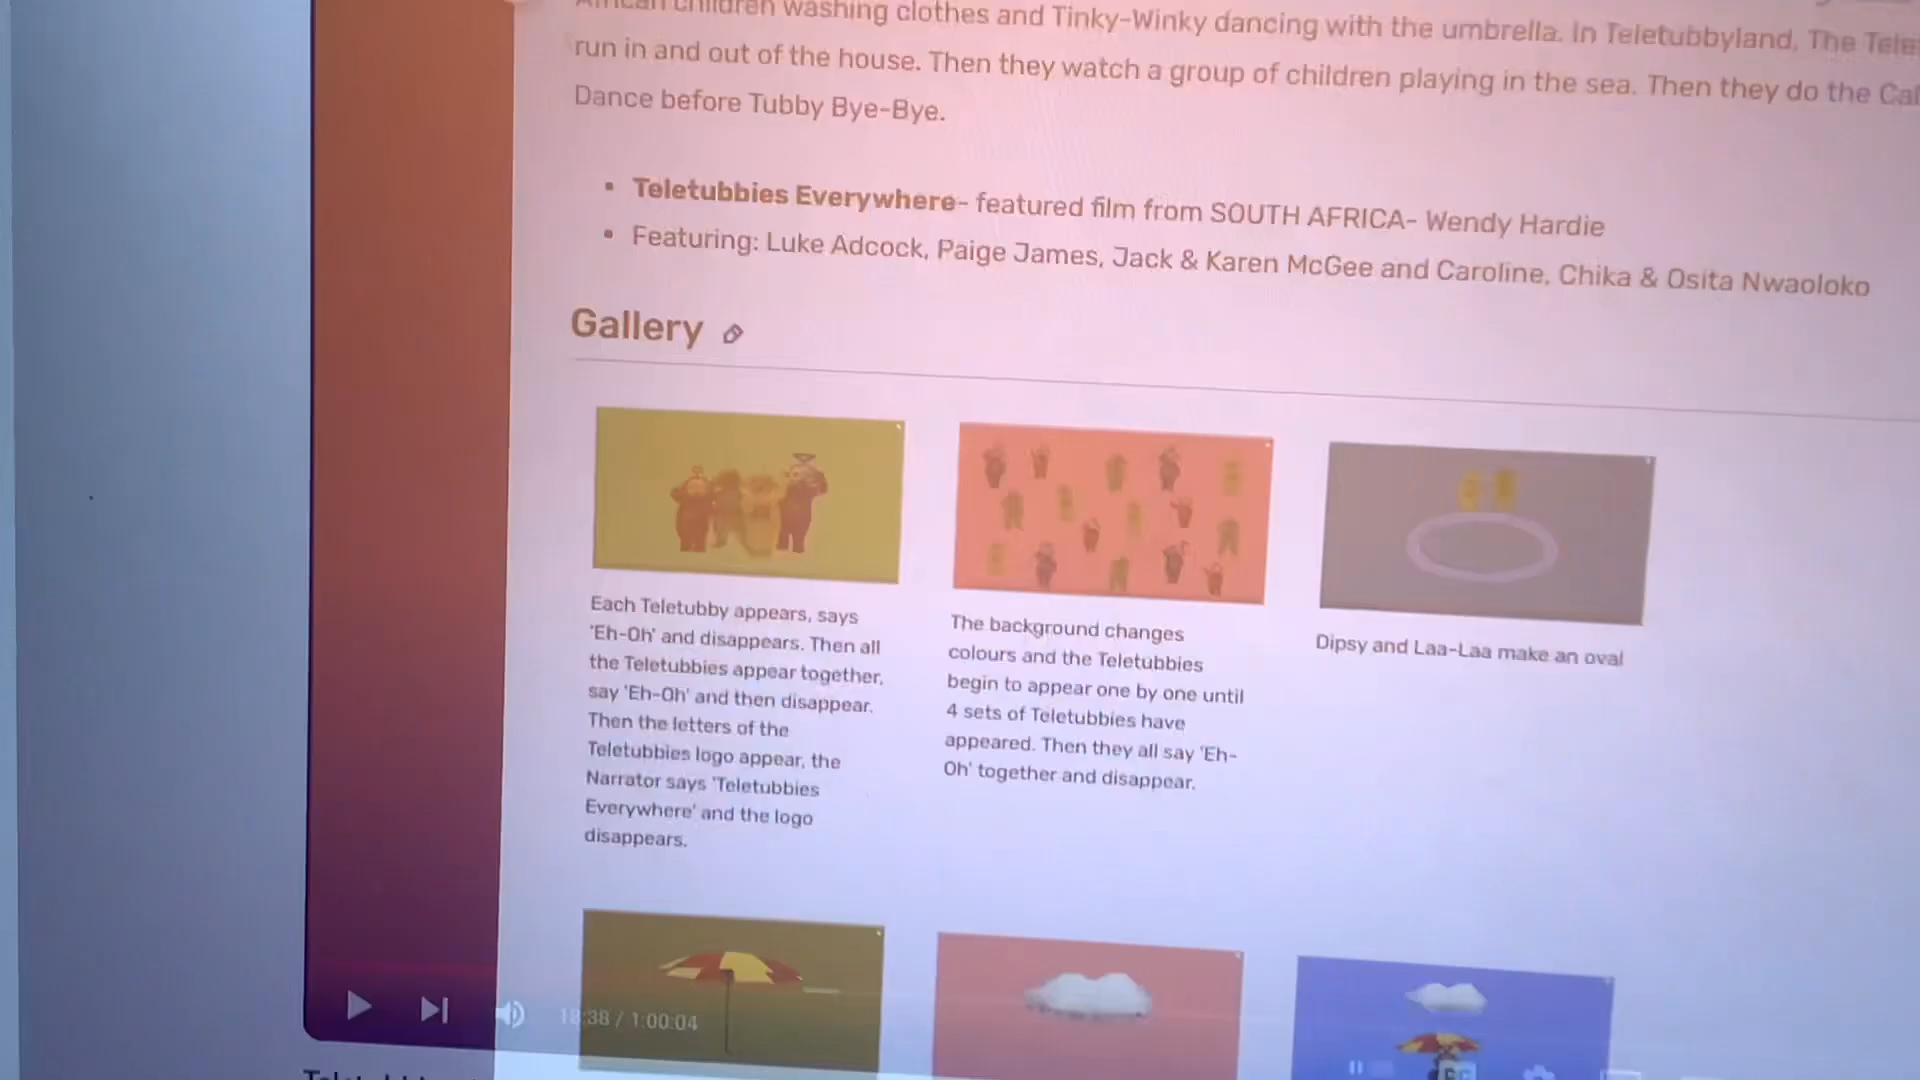 African children washing clothes and Tinky-Winky dancing with the umbrella. In Teletubbyland, The
run in and out of the house. Then they watch a group of children playing in the sea. Then they do the
Dance before Tubby Bye-Bye.
Teletubbies Everywhere- featured film from SOUTH AFRICA- Wendy Hardie
Featuring: Luke Adcock, Paige James, Jack & Karen McGee and Caroline, Chika & Osita Nwaoloko
Gallery
Each Teletubby appears, says
'Eh-Oh' and disappears. Then all
the Teletubbies appear together,
say 'Eh-Oh' and then disappear.
Then the letters of the
Teletubbies logo appear, the
Narrator says 'Teletubbies
Everywhere' and the logo
disappears.
The background changes
colours and the Teletubbies
begin to appear one by one until
4 sets of Teletubbies have
appeared. Then they all say 'Eh-
Oh' together and disappear.
Dipsy and Laa-Laa make an oval
18:38 / 1:00:04
CC